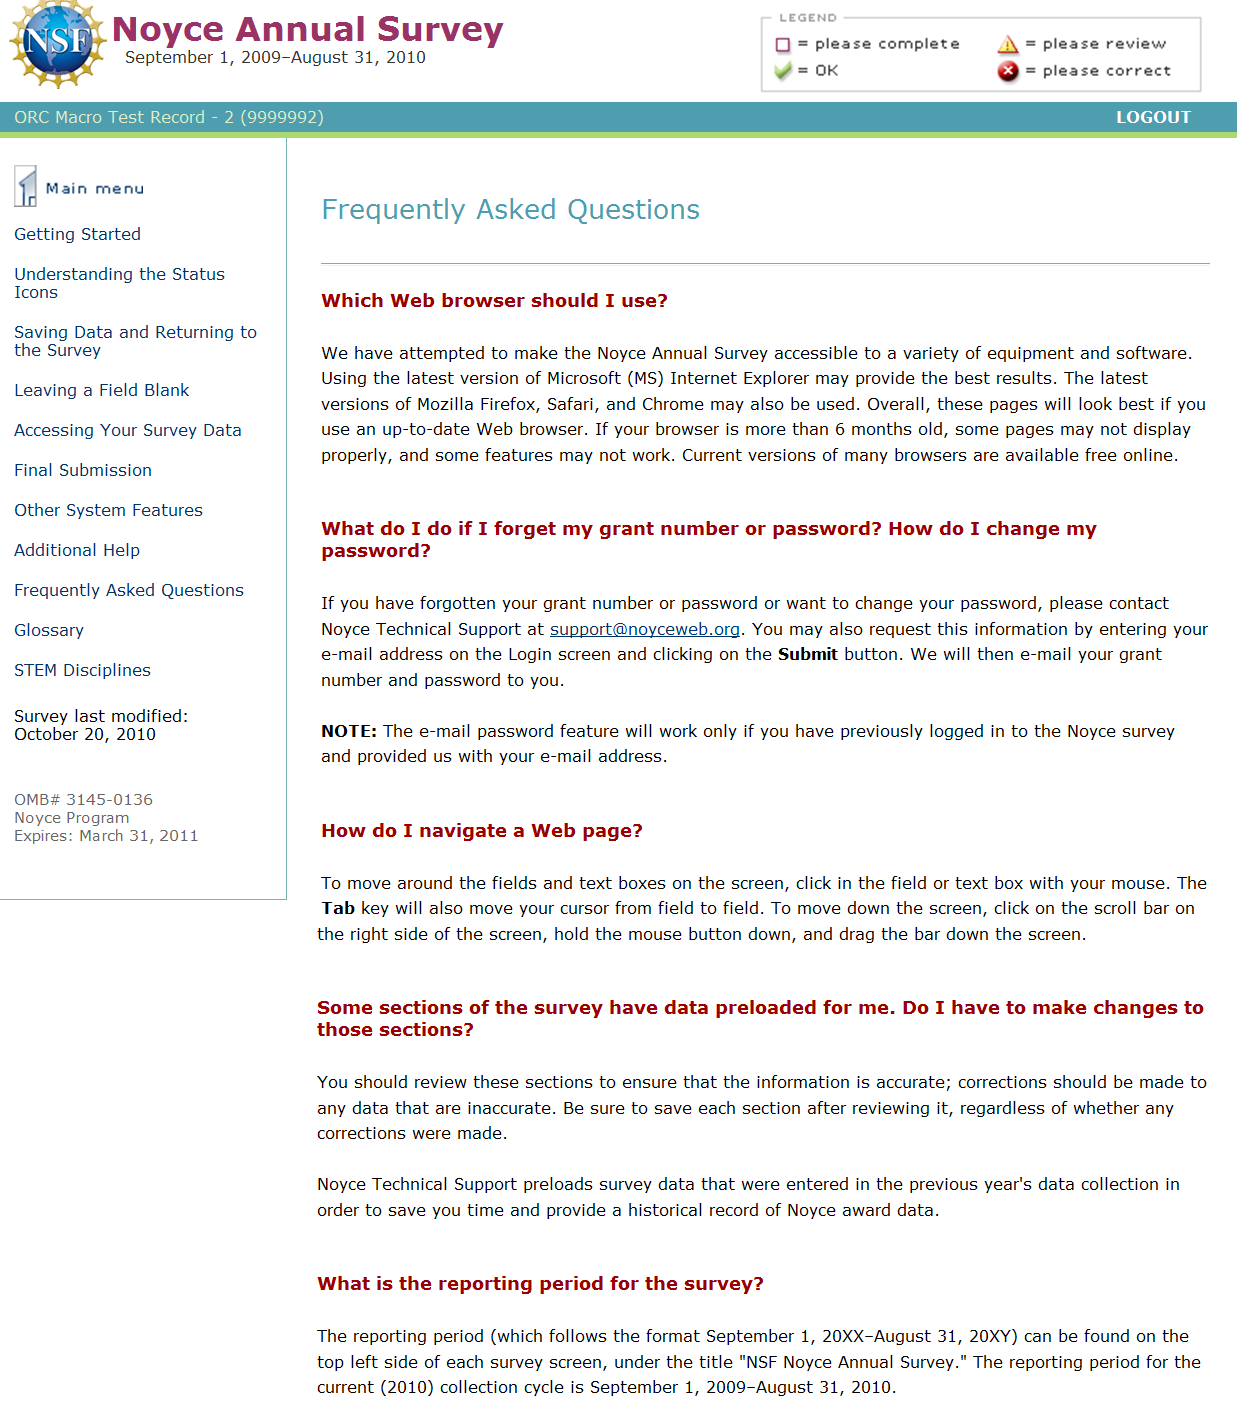 NSF
Noyce Annual Survey
September 1, 2009–August 31, 2010
LEGEND
= please complete
= please review
= OK
= please correct
ORC Macro Test Record - 2 (9999992)
LOGOUT
Main menu
Getting Started
Understanding the Status
Icons
Saving Data and Returning to
the Survey
Leaving a Field Blank
Accessing Your Survey Data
Final Submission
Other System Features
Additional Help
Frequently Asked Questions
Glossary
STEM Disciplines
Survey last modified:
October 20, 2010
OMB# 3145-0136
Noyce Program
Expires: March 31, 2011
Frequently Asked Questions
Which Web browser should I use?
We have attempted to make the Noyce Annual Survey accessible to a variety of equipment and software.
Using the latest version of Microsoft (MS) Internet Explorer may provide the best results. The latest
versions of Mozilla Firefox, Safari, and Chrome may also be used. Overall, these pages will look best if you
use an up-to-date Web browser. If your browser is more than 6 months old, some pages may not display
properly, and some features may not work. Current versions of many browsers are available free online.
What do I do if I forget my grant number or password? How do I change my
password?
If you have forgotten your grant number or password or want to change your password, please contact
Noyce Technical Support at support@noyceweb.org. You may also request this information by entering your
e-mail address on the Login screen and clicking on the Submit button. We will then e-mail your grant
number and password to you.
NOTE: The e-mail password feature will work only if you have previously logged in to the Noyce survey
and provided us with your e-mail address.
How do I navigate a Web page?
To move around the fields and text boxes on the screen, click in the field or text box with your mouse. The
Tab key will also move your cursor from field to field. To move down the screen, click on the scroll bar on
the right side of the screen, hold the mouse button down, and drag the bar down the screen.
Some sections of the survey have data preloaded for me. Do I have to make changes to
those sections?
You should review these sections to ensure that the information is accurate; corrections should be made to
any data that are inaccurate. Be sure to save each section after reviewing it, regardless of whether any
corrections were made.
Noyce Technical Support preloads survey data that were entered in the previous year's data collection in
order to save you time and provide a historical record of Noyce award data.
What is the reporting period for the survey?
The reporting period (which follows the format September 1, 20XX–August 31, 20XY) can be found on the
top left side of each survey screen, under the title "NSF Noyce Annual Survey." The reporting period for the
current (2010) collection cycle is September 1, 2009–August 31, 2010.